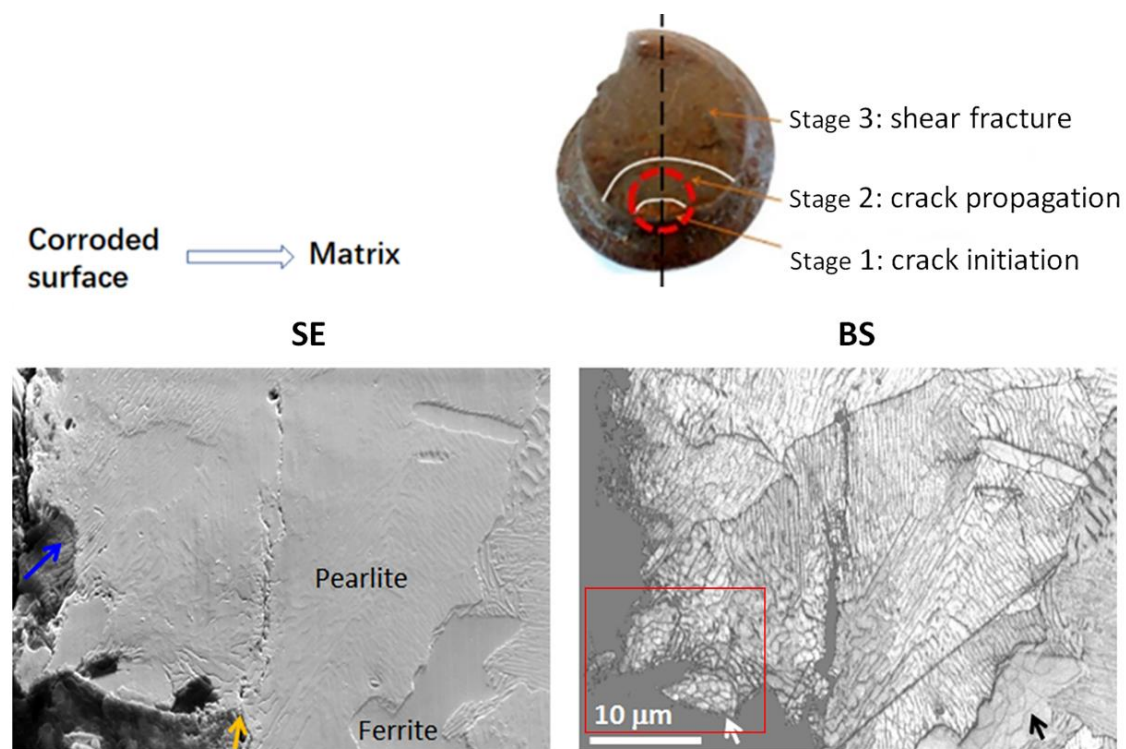 Stage 3: shear fracture
Stage 2: crack propagation
Corroded
surface
Matrix
Stage 1: crack initiation
SE
BS
Pearlite
Ferrite
10 μm